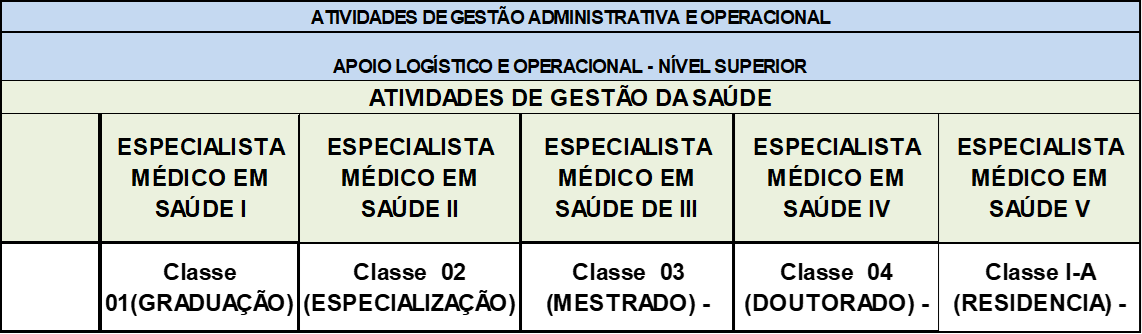 ATIVIDADES DE GESTÃO ADMINISTRATIVA E OPERACIONAL
APOIO LOGÍSTICO E OPERACIONAL - NÍVEL SUPERIOR
ATIVIDADES DE GESTÃO DA SAÚDE
ESPECIALISTA
MÉDICO EM
SAÚDE I
ESPECIALISTA
MÉDICO EM
SAÚDE II
ESPECIALISTA
MÉDICO EM
SAÚDE DE III
ESPECIALISTA
MÉDICO EM
SAÚDE IV
ESPECIALISTA
MÉDICO EM
SAÚDE V
Classe
01(GRADUAÇÃO)
Classe 02
(ESPECIALIZAÇÃO)
Classe 03
(MESTRADO) -
Classe 04
(DOUTORADO) -
Classe I-A
(RESIDENCIA) -